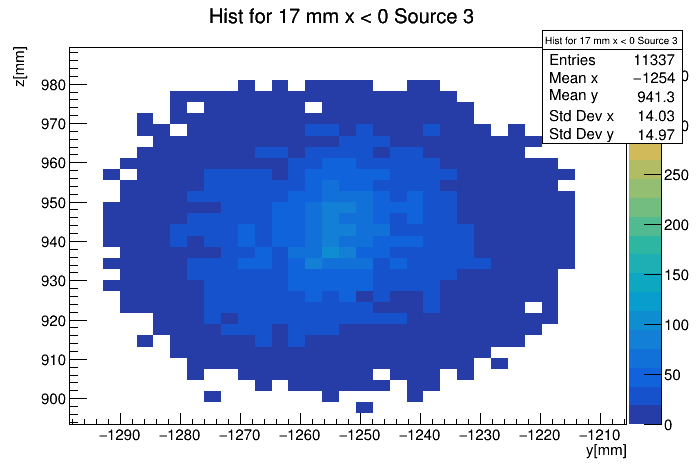 Hist for 17 mm x < 0 Source 3
z[mm]
Hist for 17 mm x < 0 Source 3
Entries 11337
Mean x −1254
Mean y 941.3
Std Dev x 14.03
Std Dev y 14.97
980
970
960
950
940
930
920
910
900
250
200
150
100
50
0
−1290 −1280 −1270 −1260 −1250 −1240 −1230 −1220 −1210
y[mm]